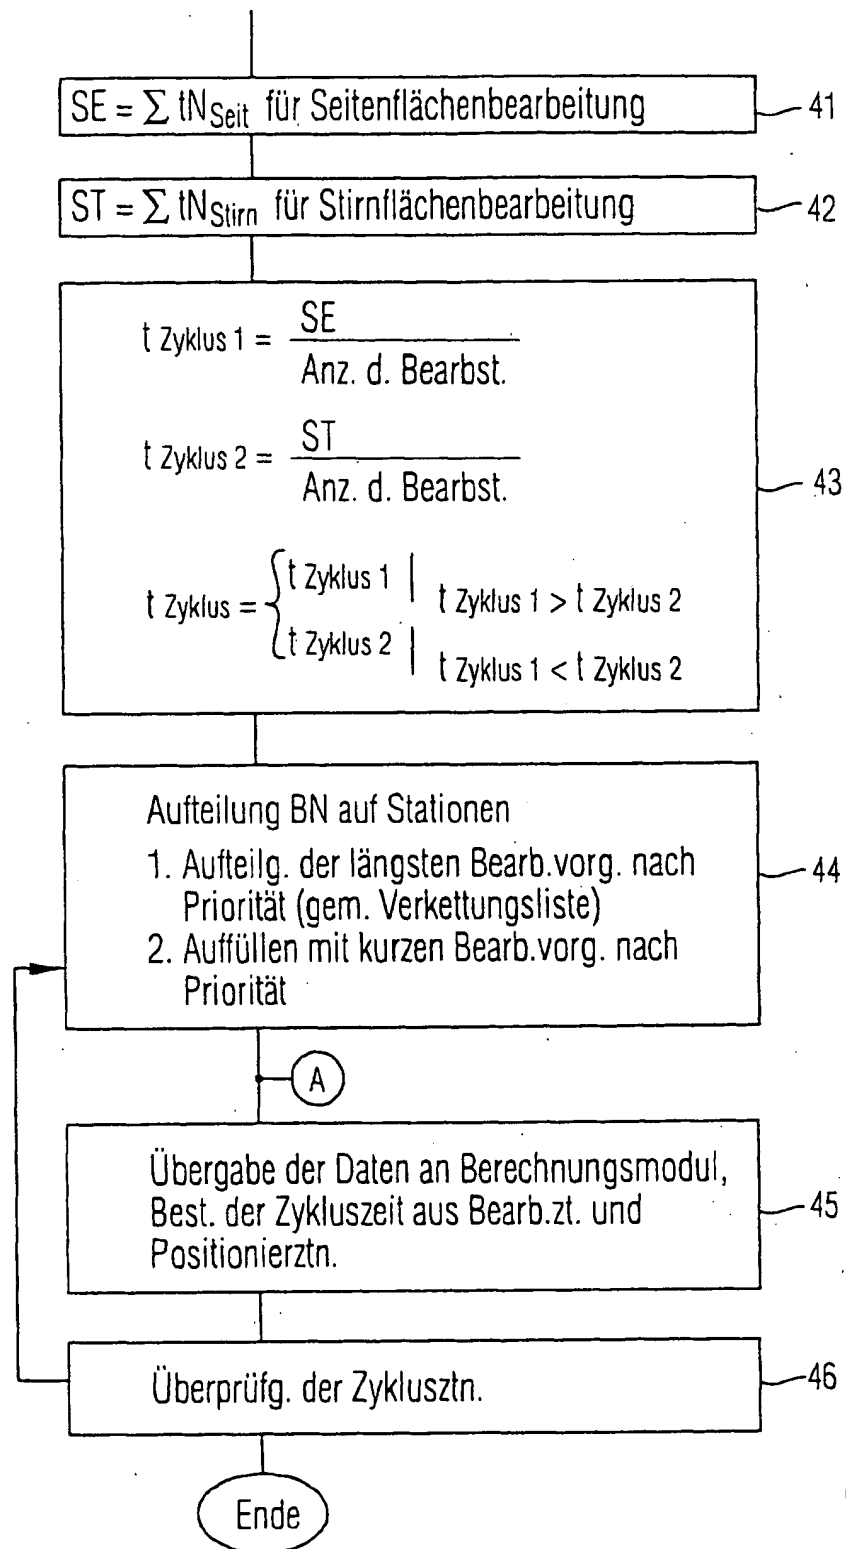 SE = ∑ tN_Seit für Seitenflächenbearbeitung
41
ST = ∑ tN_Stirn für Stirnflächenbearbeitung
42
t Zyklus 1 = SE
Anz. d. Bearbst.
t Zyklus 2 = ST
Anz. d. Bearbst.
43
t Zyklus = { t Zyklus 1 | t Zyklus 1 > t Zyklus 2
t Zyklus 2 | t Zyklus 1 < t Zyklus 2
Aufteilung BN auf Stationen
1. Aufteilg. der längsten Bearb.vorg. nach
Priorität (gem. Verkettungsliste)
2. Auffüllen mit kurzen Bearb.vorg. nach
Priorität
44
A
Übergabe der Daten an Berechnungsmodul,
Best. der Zykluszeit aus Bearb.zt. und
Positionierztn.
45
Überprüfg. der Zyklusztn.
46
Ende